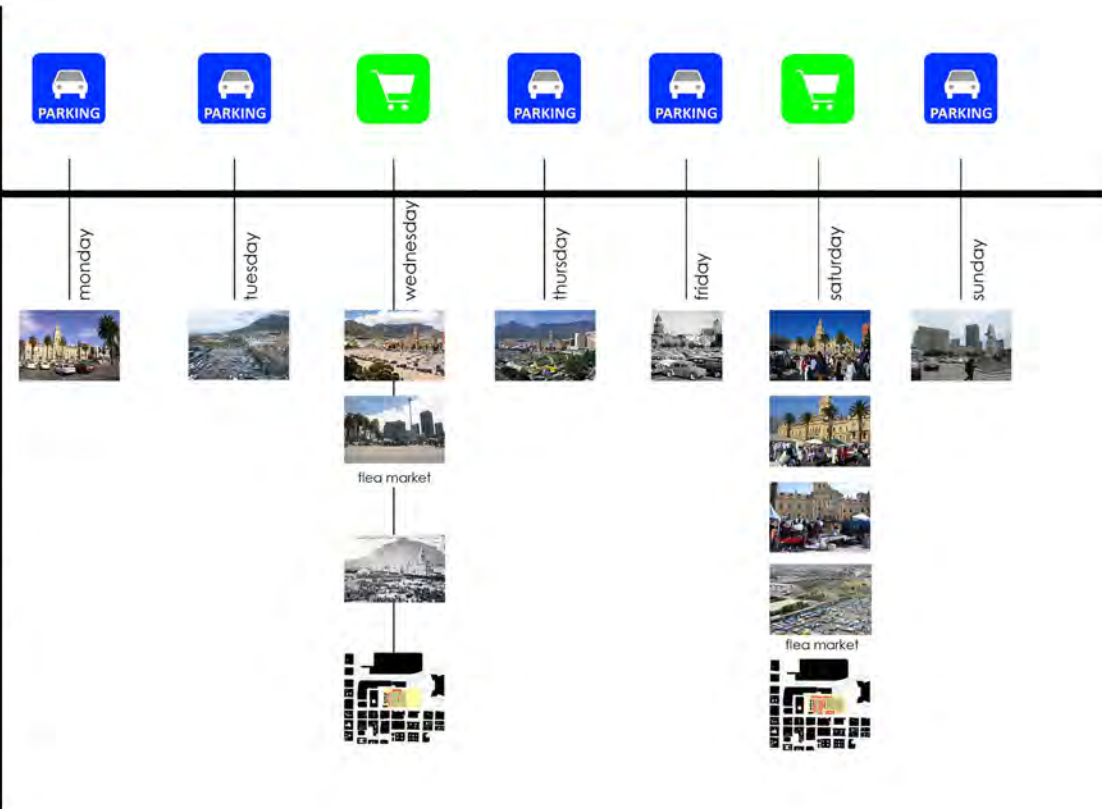 PARKING
PARKING
PARKING
PARKING
PARKING
monday
tuesday
wednesday
thursday
friday
saturday
sunday
flea market
flea market